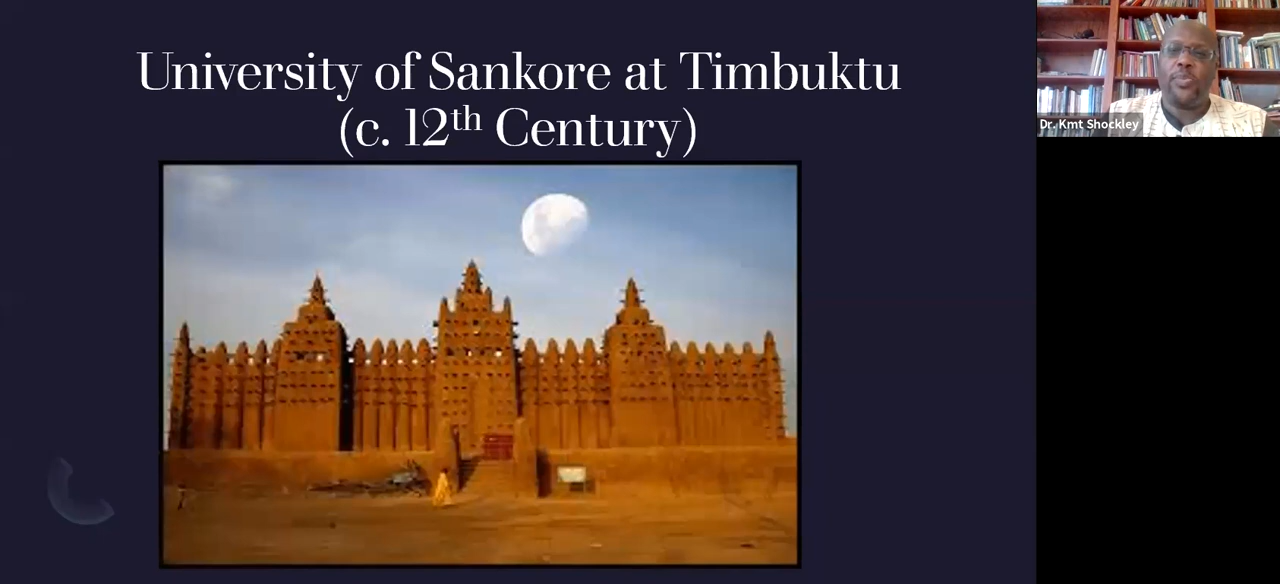 University of Sankore at Timbuktu
(c. 12th Century)
Dr. Kmt Shockley